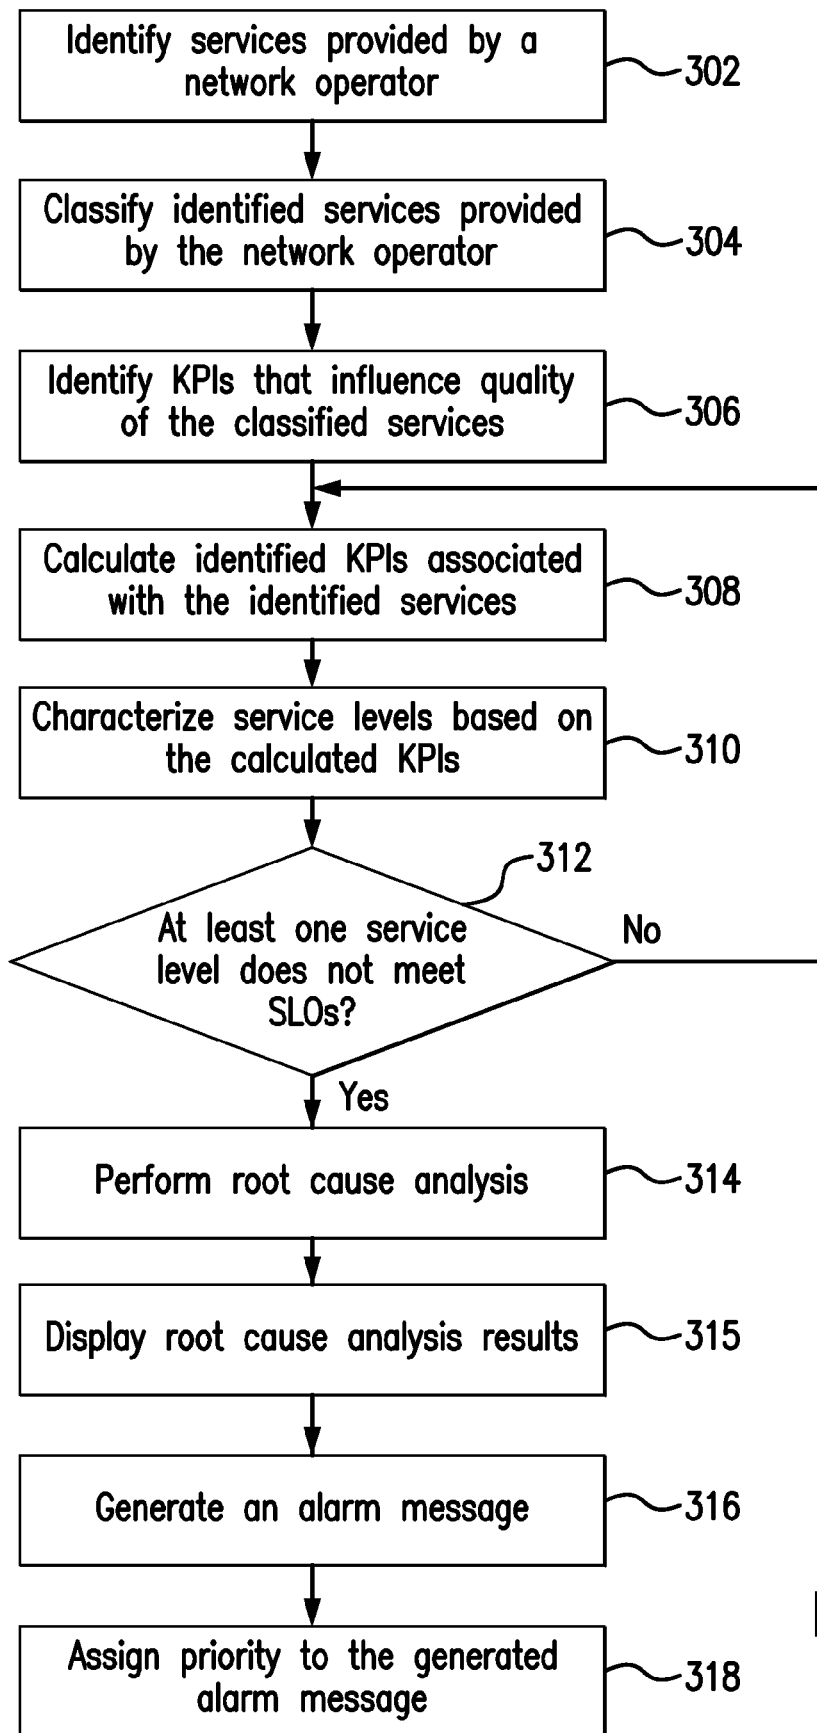 Identify services provided by a
network operator
302
Classify identified services provided
by the network operator
304
Identify KPIs that influence quality
of the classified services
306
Calculate identified KPIs associated
with the identified services
308
Characterize service levels based on
the calculated KPIs
310
312
At least one service
level does not meet
SLOs?
No
Yes
Perform root cause analysis
314
Display root cause analysis results
315
Generate an alarm message
316
Assign priority to the generated
alarm message
318